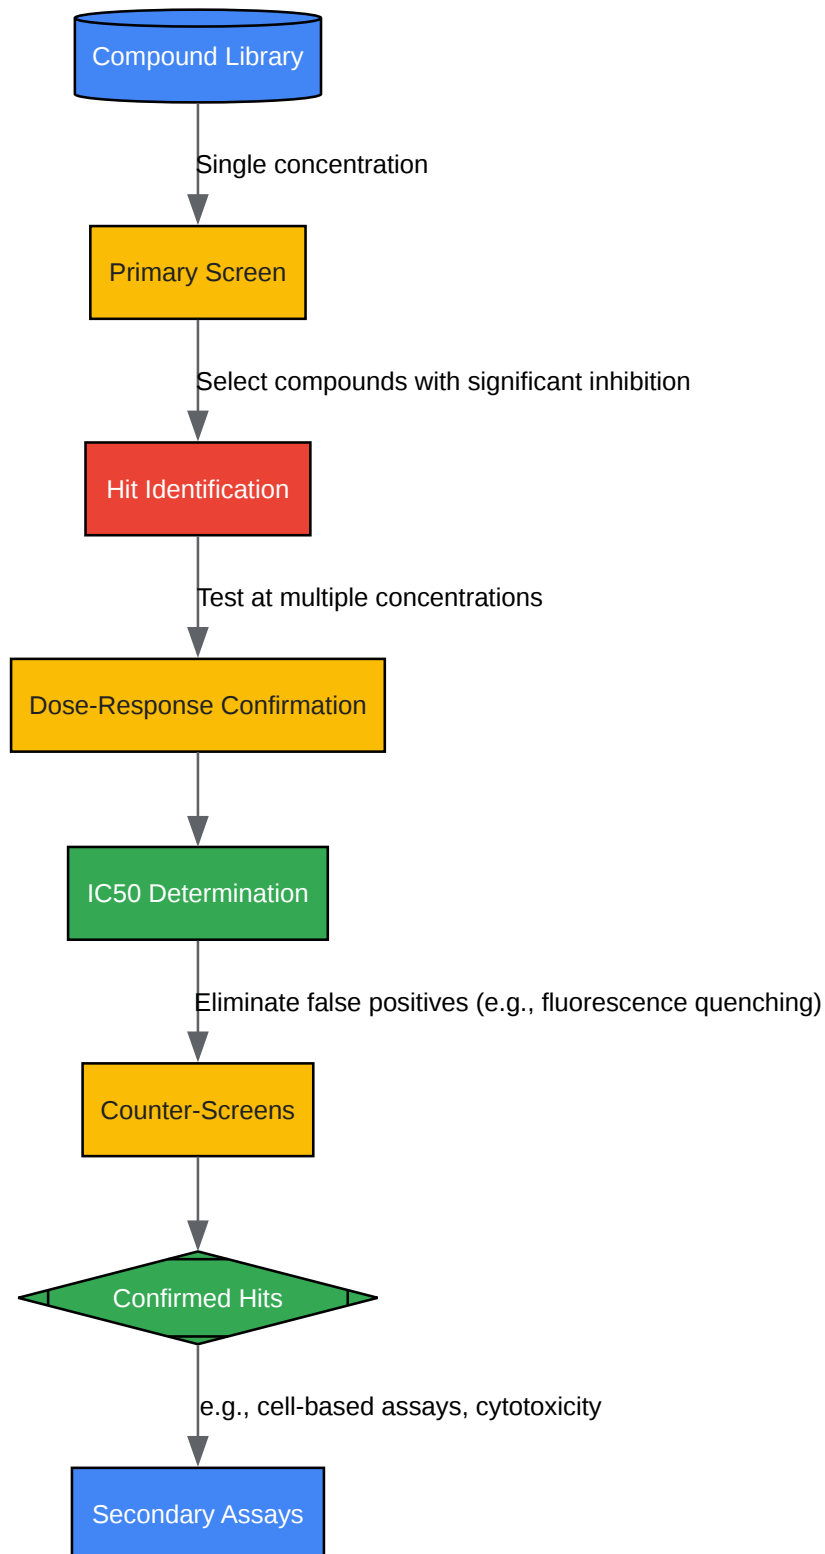 Compound Library
Single concentration
Primary Screen
Select compounds with significant inhibition
Hit Identification
Test at multiple concentrations
Dose-Response Confirmation
IC50 Determination
Eliminate false positives (e.g., fluorescence quenching)
Counter-Screens
Confirmed Hits
e.g., cell-based assays, cytotoxicity
Secondary Assays